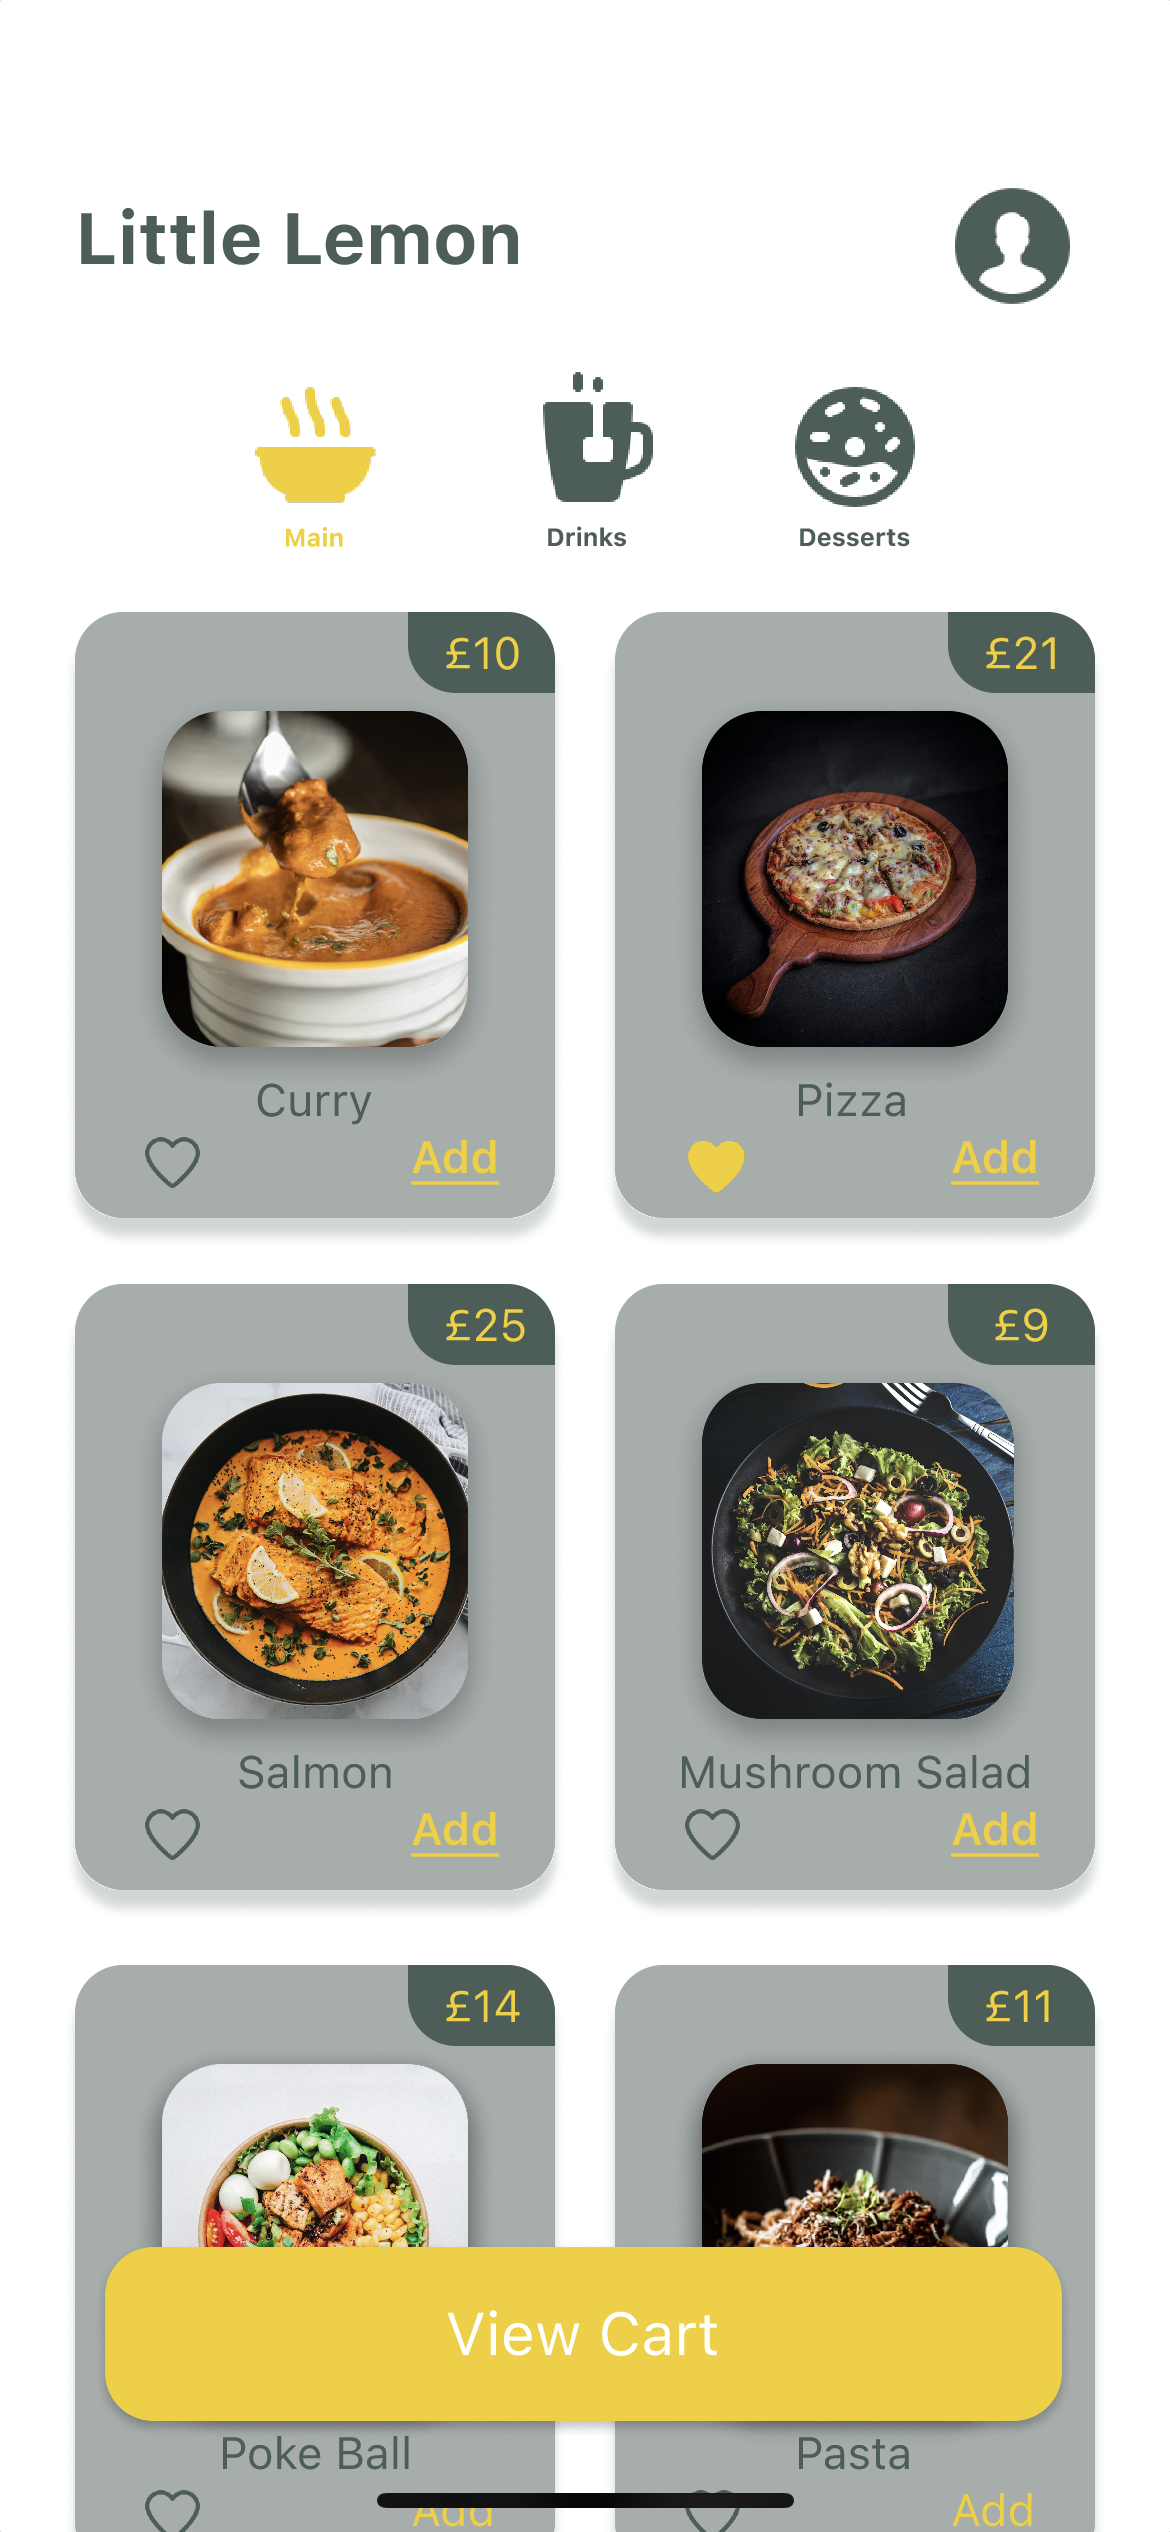 Little Lemon
Main Drinks Desserts
£10 £21
Curry Pizza
Add Add
£25 £9
Salmon Mushroom Salad
Add Add
£14 £11
View Cart
Poke Ball Pasta
Add Add